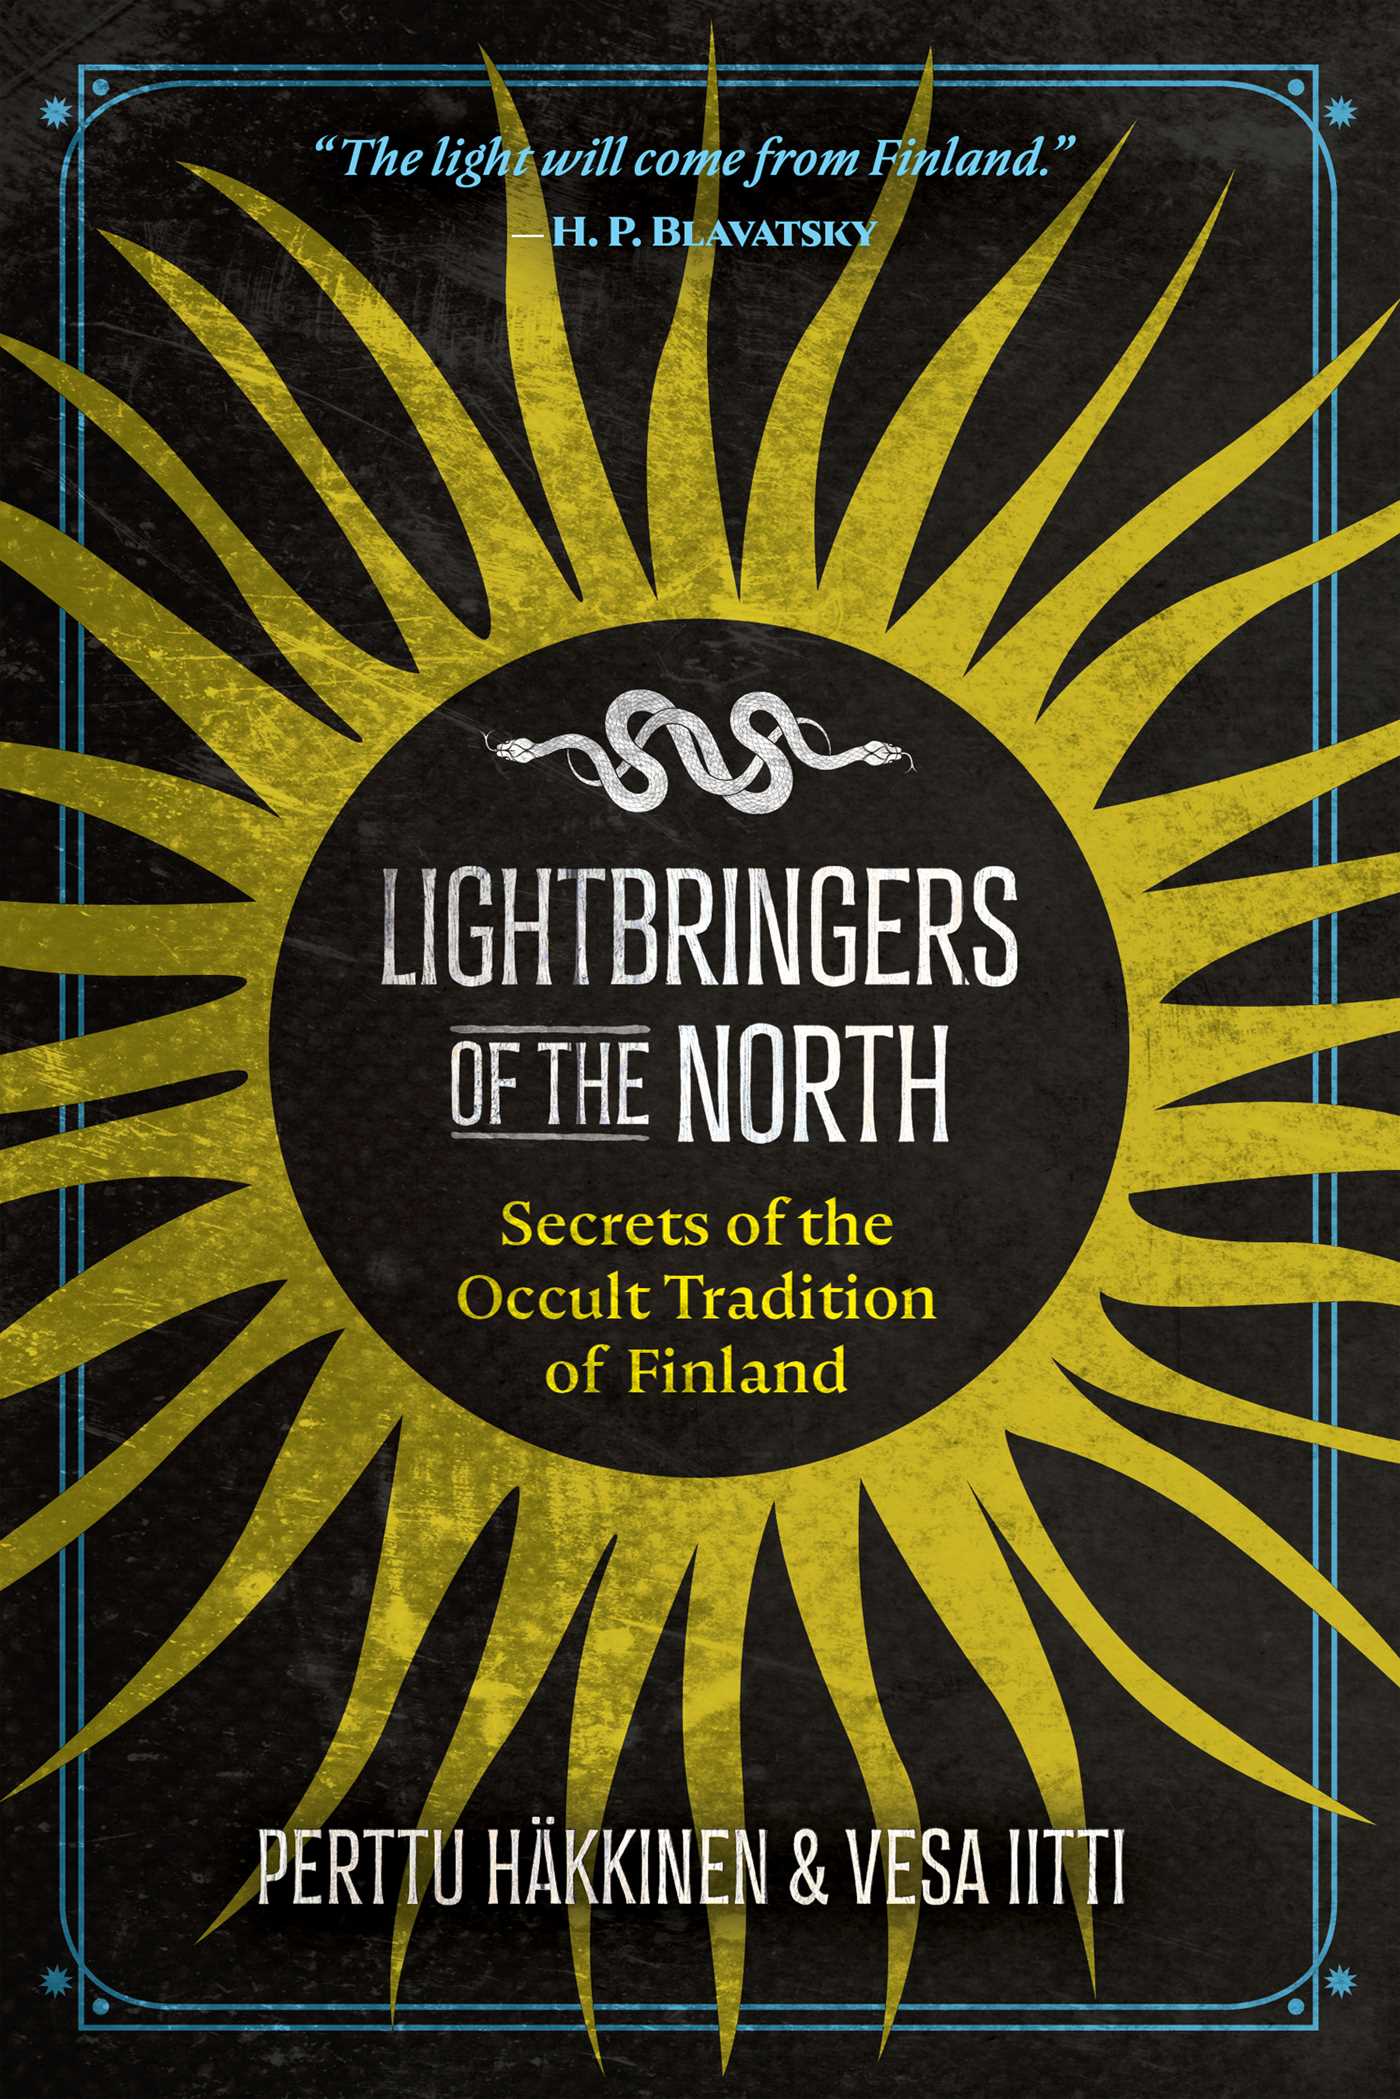 “The light will come from Finland.”
— H. P. BLAVATSKY
LIGHTBRINGERS
OF THE NORTH
Secrets of the
Occult Tradition
of Finland
PERTTU HÄKKINEN & VESA IITTI